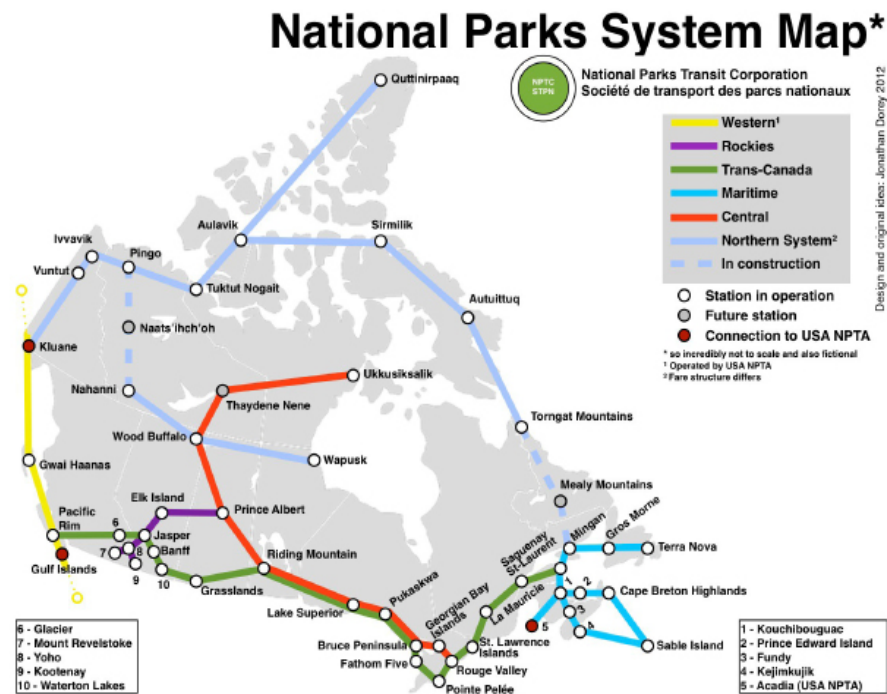 National Parks System Map*
NPTC
STPN
National Parks Transit Corporation
Société de transport des parcs nationaux
Design and original idea: Jonathan Dorey 2012
Western¹
Rockies
Trans-Canada
Maritime
Central
Northern System²
In construction
Station in operation
Future station
Connection to USA NPTA
* so incredibly not to scale and also fictional
¹ Operated by USA NPTA
² Fare structure differs
Quttinirpaaq
Aulavik
Sirmilik
Ivvavik
Pingo
Vuntut
Tuktut Nogait
Autuittuq
Naats'ihch'oh
Kluane
Ukkusiksalik
Nahanni
Thaydene Nene
Torngat Mountains
Wood Buffalo
Wapusk
Gwai Haanas
Mealy Mountains
Elk Island
Prince Albert
Pacific
Rim
6
Jasper
Mingan
Gros Morne
Saguenay
St-Laurent
Terra Nova
7
8
Banff
9
10
Gulf Islands
Riding Mountain
Grasslands
La Mauricie
1
2
Cape Breton Highlands
3
4
5
Lake Superior
Pukaskwa
Georgian Bay
Islands
Bruce Peninsula
St. Lawrence
Islands
Sable Island
Fathom Five
Rouge Valley
Pointe Pelée
6 - Glacier
7 - Mount Revelstoke
8 - Yoho
9 - Kootenay
10 - Waterton Lakes
1 - Kouchibouguac
2 - Prince Edward Island
3 - Fundy
4 - Kejimkujik
5 - Acadia (USA NPTA)